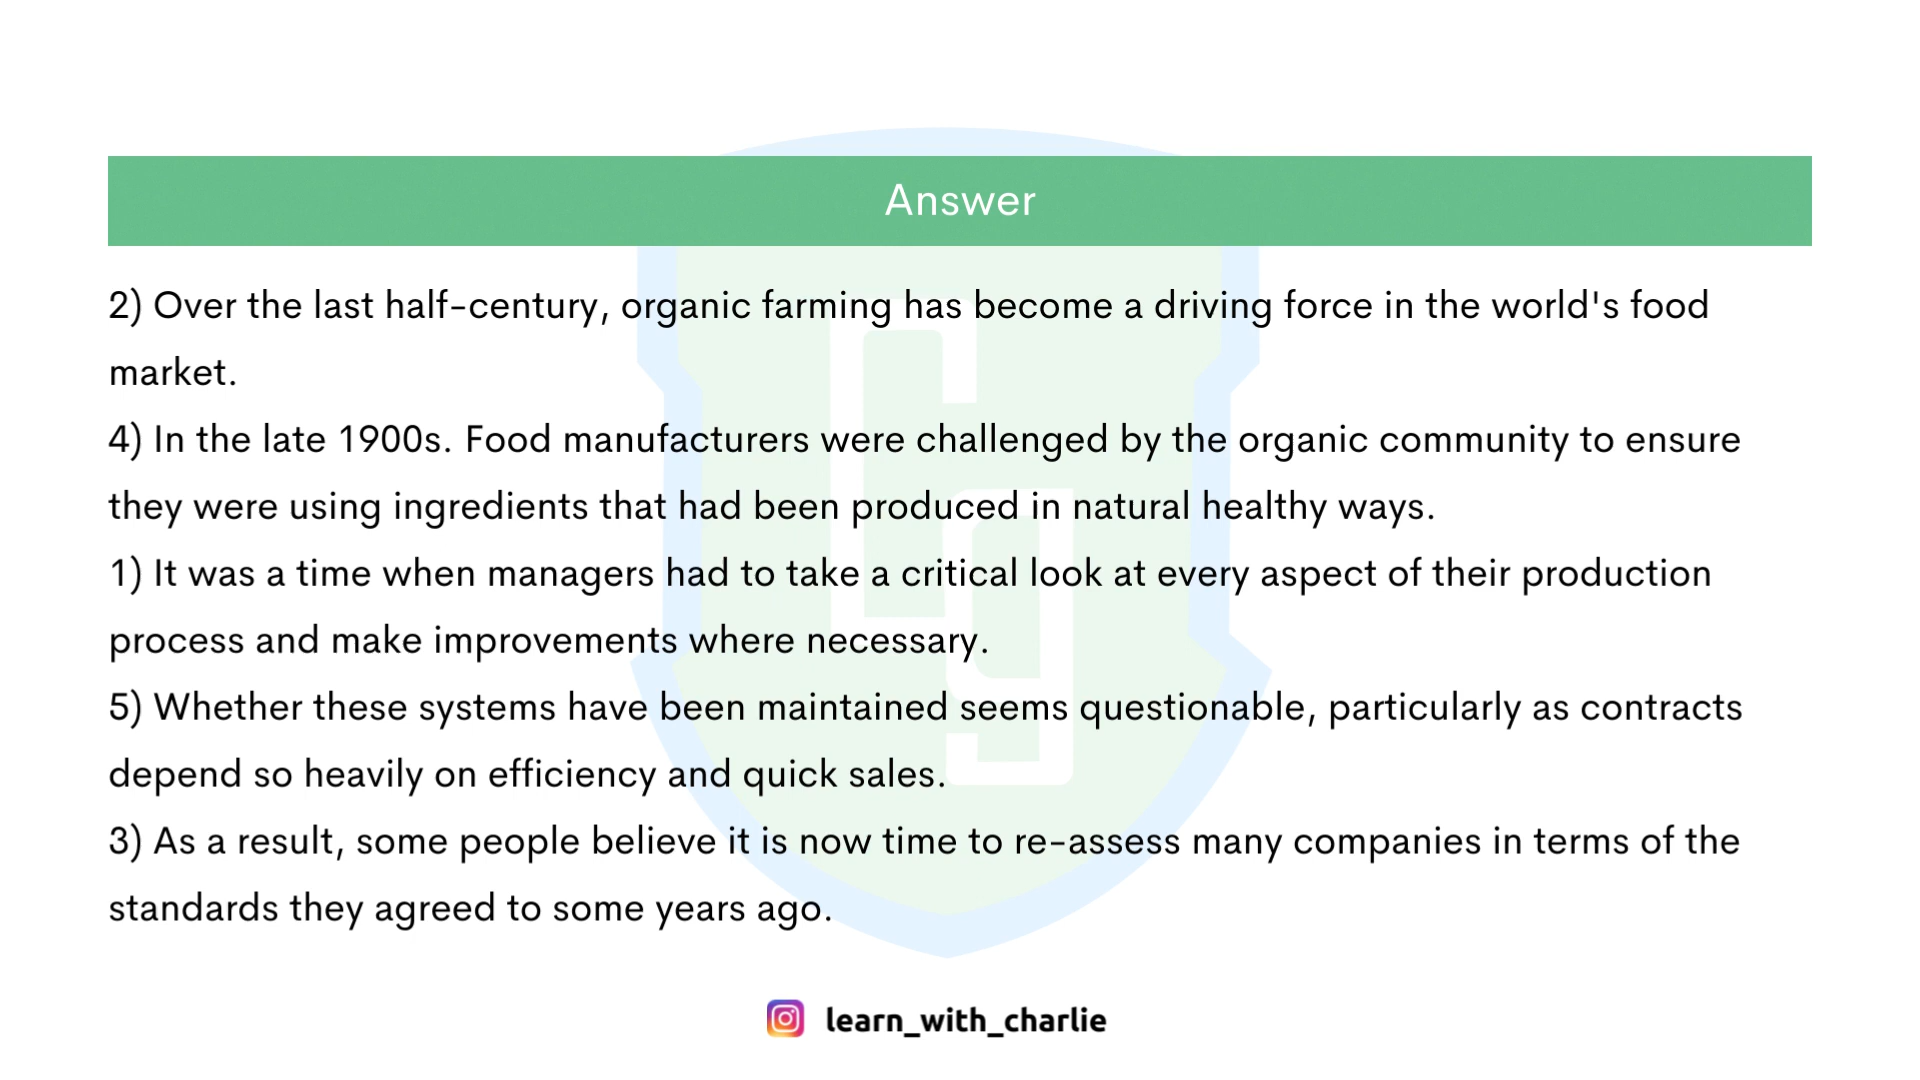 Answer
2) Over the last half-century, organic farming has become a driving force in the world's food
market.
4) In the late 1900s. Food manufacturers were challenged by the organic community to ensure
they were using ingredients that had been produced in natural healthy ways.
1) It was a time when managers had to take a critical look at every aspect of their production
process and make improvements where necessary.
5) Whether these systems have been maintained seems questionable, particularly as contracts
depend so heavily on efficiency and quick sales.
3) As a result, some people believe it is now time to re-assess many companies in terms of the
standards they agreed to some years ago.
learn_with_charlie